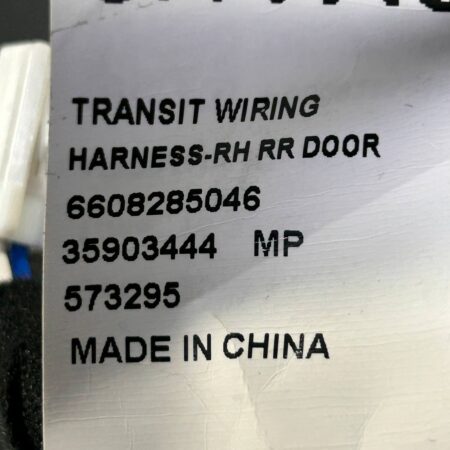 TRANSIT WIRING
HARNESS-RH RR DOOR
6608285046
35903444 MP
573295
MADE IN CHINA